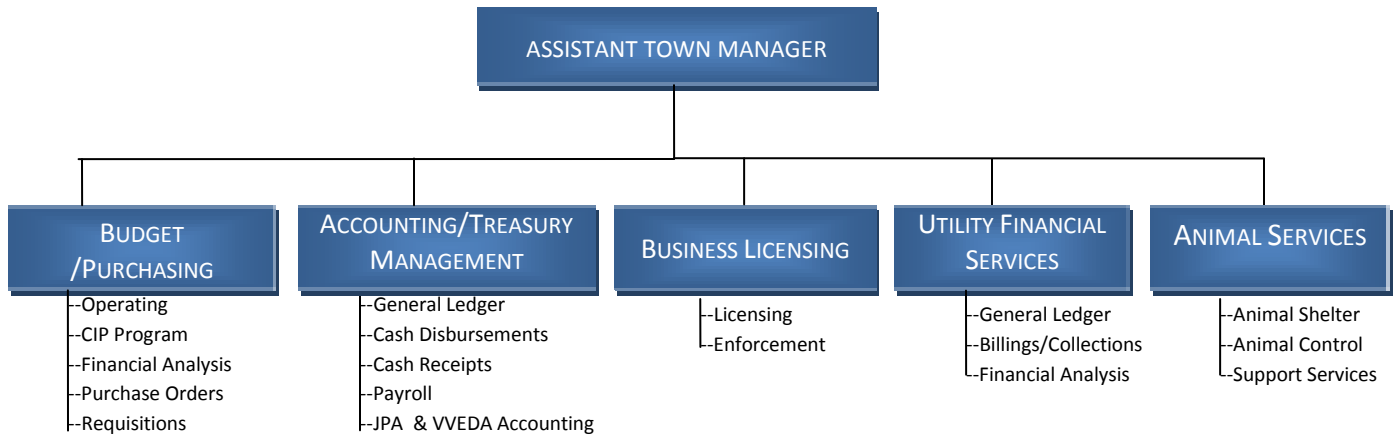 ASSISTANT TOWN MANAGER
BUDGET
/PURCHASING
--Operating
--CIP Program
--Financial Analysis
--Purchase Orders
--Requisitions
ACCOUNTING/TREASURY
MANAGEMENT
--General Ledger
--Cash Disbursements
--Cash Receipts
--Payroll
--JPA & VVEDA Accounting
BUSINESS LICENSING
--Licensing
--Enforcement
UTILITY FINANCIAL
SERVICES
--General Ledger
--Billings/Collections
--Financial Analysis
ANIMAL SERVICES
--Animal Shelter
--Animal Control
--Support Services